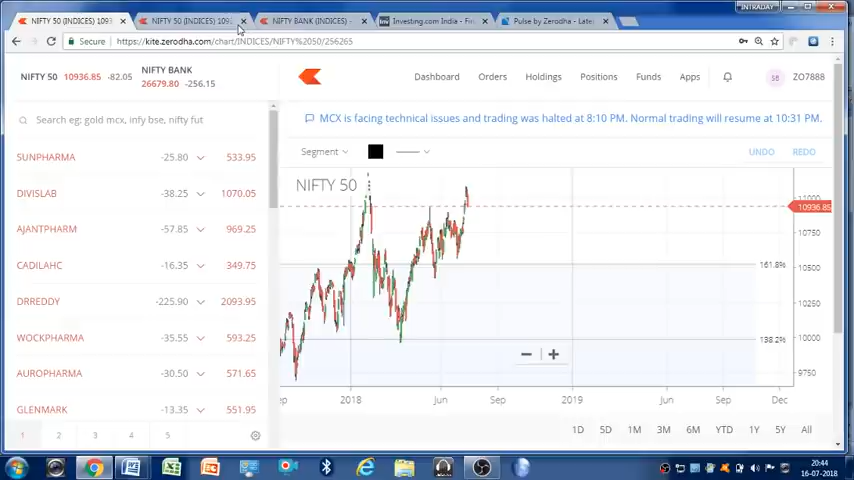 INTRADAY
NIFTY 50 (INDICES) 1093
NIFTY 50 (INDICES) 1093
NIFTY BANK (INDICES) -
Investing.com India - Fin
Pulse by Zerodha - Lates
Secure
https://kite.zerodha.com/chart/INDICES/NIFTY%2050/256265
NIFTY 50 10936.85 -82.05
NIFTY BANK
26679.80 -256.15
Dashboard Orders Holdings Positions Funds Apps SB ZO7888
Search eg: gold mcx, infy bse, nifty fut
MCX is facing technical issues and trading was halted at 8:10 PM. Normal trading will resume at 10:31 PM.
Segment UNDO REDO
SUNPHARMA -25.80 533.95
DIVISLAB -38.25 1070.05
AJANTPHARM -57.85 969.25
CADILAHC -16.35 349.75
DRREDDY -225.90 2093.95
WOCKPHARMA -35.55 593.25
AUROPHARMA -30.50 571.65
GLENMARK -13.35 551.95
1 2 3 4 5
NIFTY 50
10936.85
10750
161.8%
10500
10250
138.2%
10000
9750
2018 Jun Sep 2019 Jun Sep Dec
1D 5D 1M 3M 6M YTD 1Y 5Y All
20:44
16-07-2018